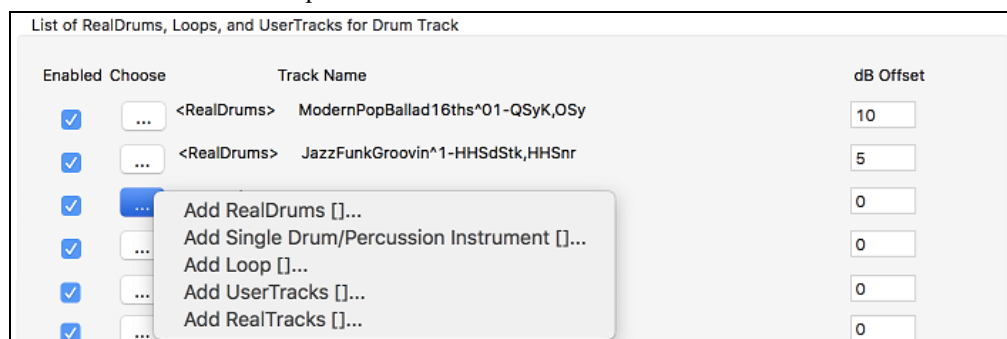 List of RealDrums, Loops, and UserTracks for Drum Track
Enabled Choose Track Name dB Offset
... <RealDrums> ModernPopBallad16ths^01-QSyK,OSy 10
... <RealDrums> JazzFunkGroovin^1-HHSdStk,HHSnr 5
... 0
Add RealDrums []...
Add Single Drum/Percussion Instrument []...
... 0
Add Loop []...
... Add UserTracks []... 0
Add RealTracks []...
... 0